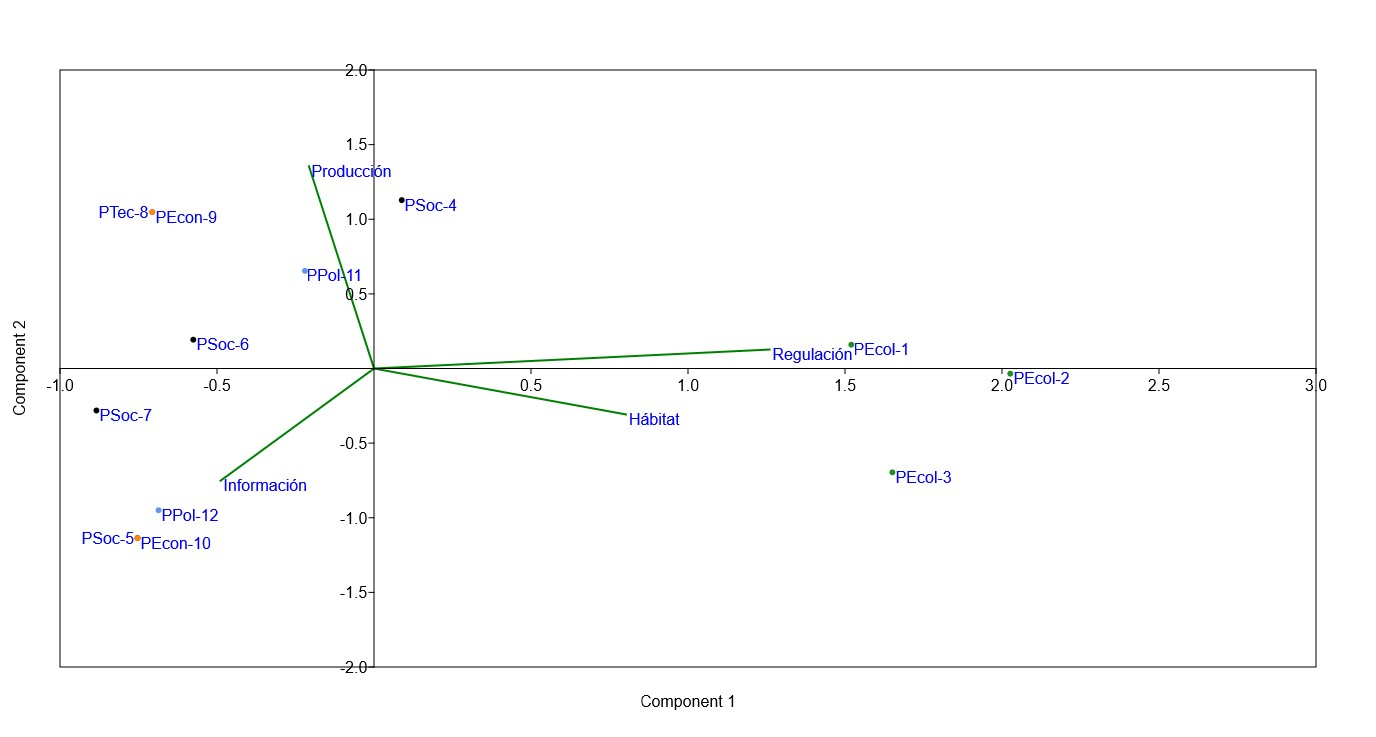 2.0
1.5
Producción
PTec-8 PEcon-9
PSoc-4
1.0
PPol-11
0.5
PSoc-6
Regulación PEcol-1
PEcol-2
-1.0 -0.5 0.5 1.0 1.5 2.0 2.5 3.0
Component 2
PSoc-7
Hábitat
-0.5
PEcol-3
Información
PPol-12
-1.0
PSoc-5 PEcon-10
-1.5
-2.0
Component 1